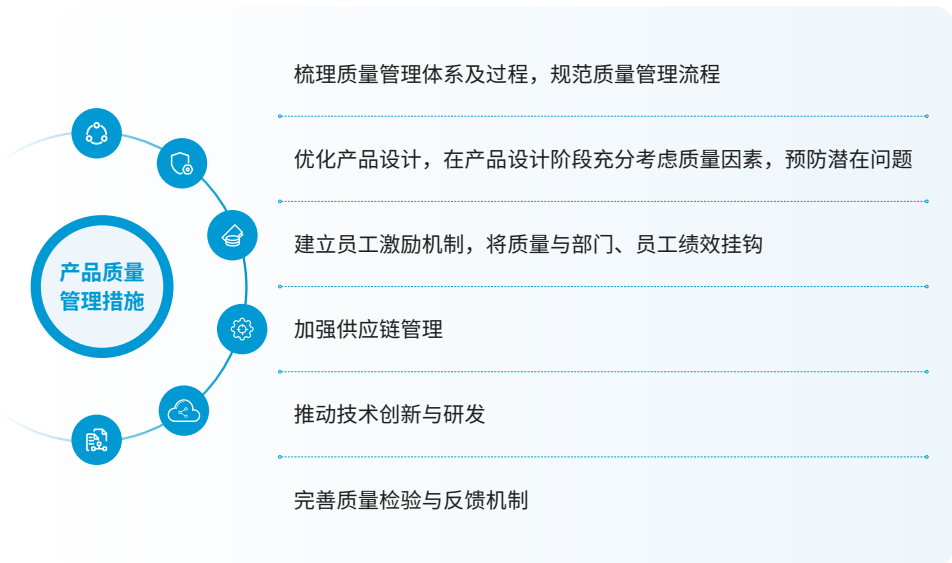 产品质量
管理措施
梳理质量管理体系及过程，规范质量管理流程
优化产品设计，在产品设计阶段充分考虑质量因素，预防潜在问题
建立员工激励机制，将质量与部门、员工绩效挂钩
加强供应链管理
推动技术创新与研发
完善质量检验与反馈机制